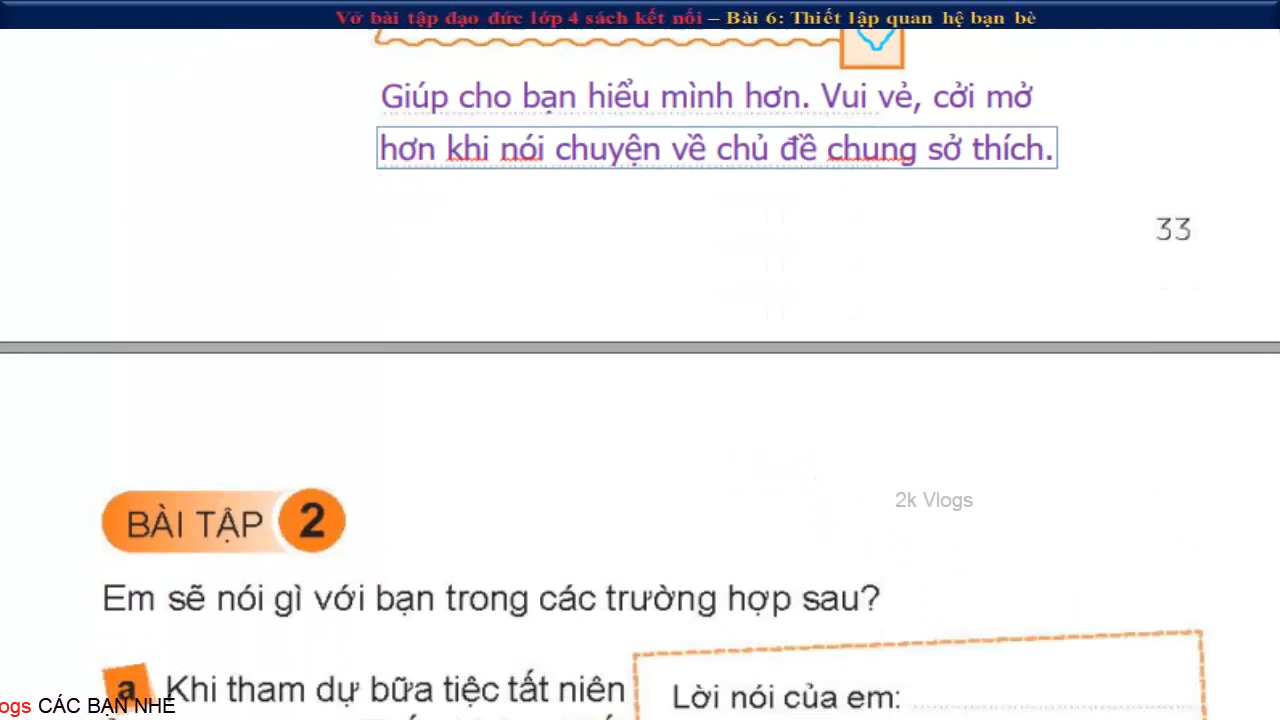 Vở bài tập đạo đức lớp 4 sách kết nối – Bài 6: Thiết lập quan hệ bạn bè
Giúp cho bạn hiểu mình hơn. Vui vẻ, cởi mở
hơn khi nói chuyện về chủ đề chung sở thích.
33
2k Vlogs
BÀI TẬP 2
Em sẽ nói gì với bạn trong các trường hợp sau?
a Khi tham dự bữa tiệc tất niên
Lời nói của em:
ogs CÁC BẠN NHÉ